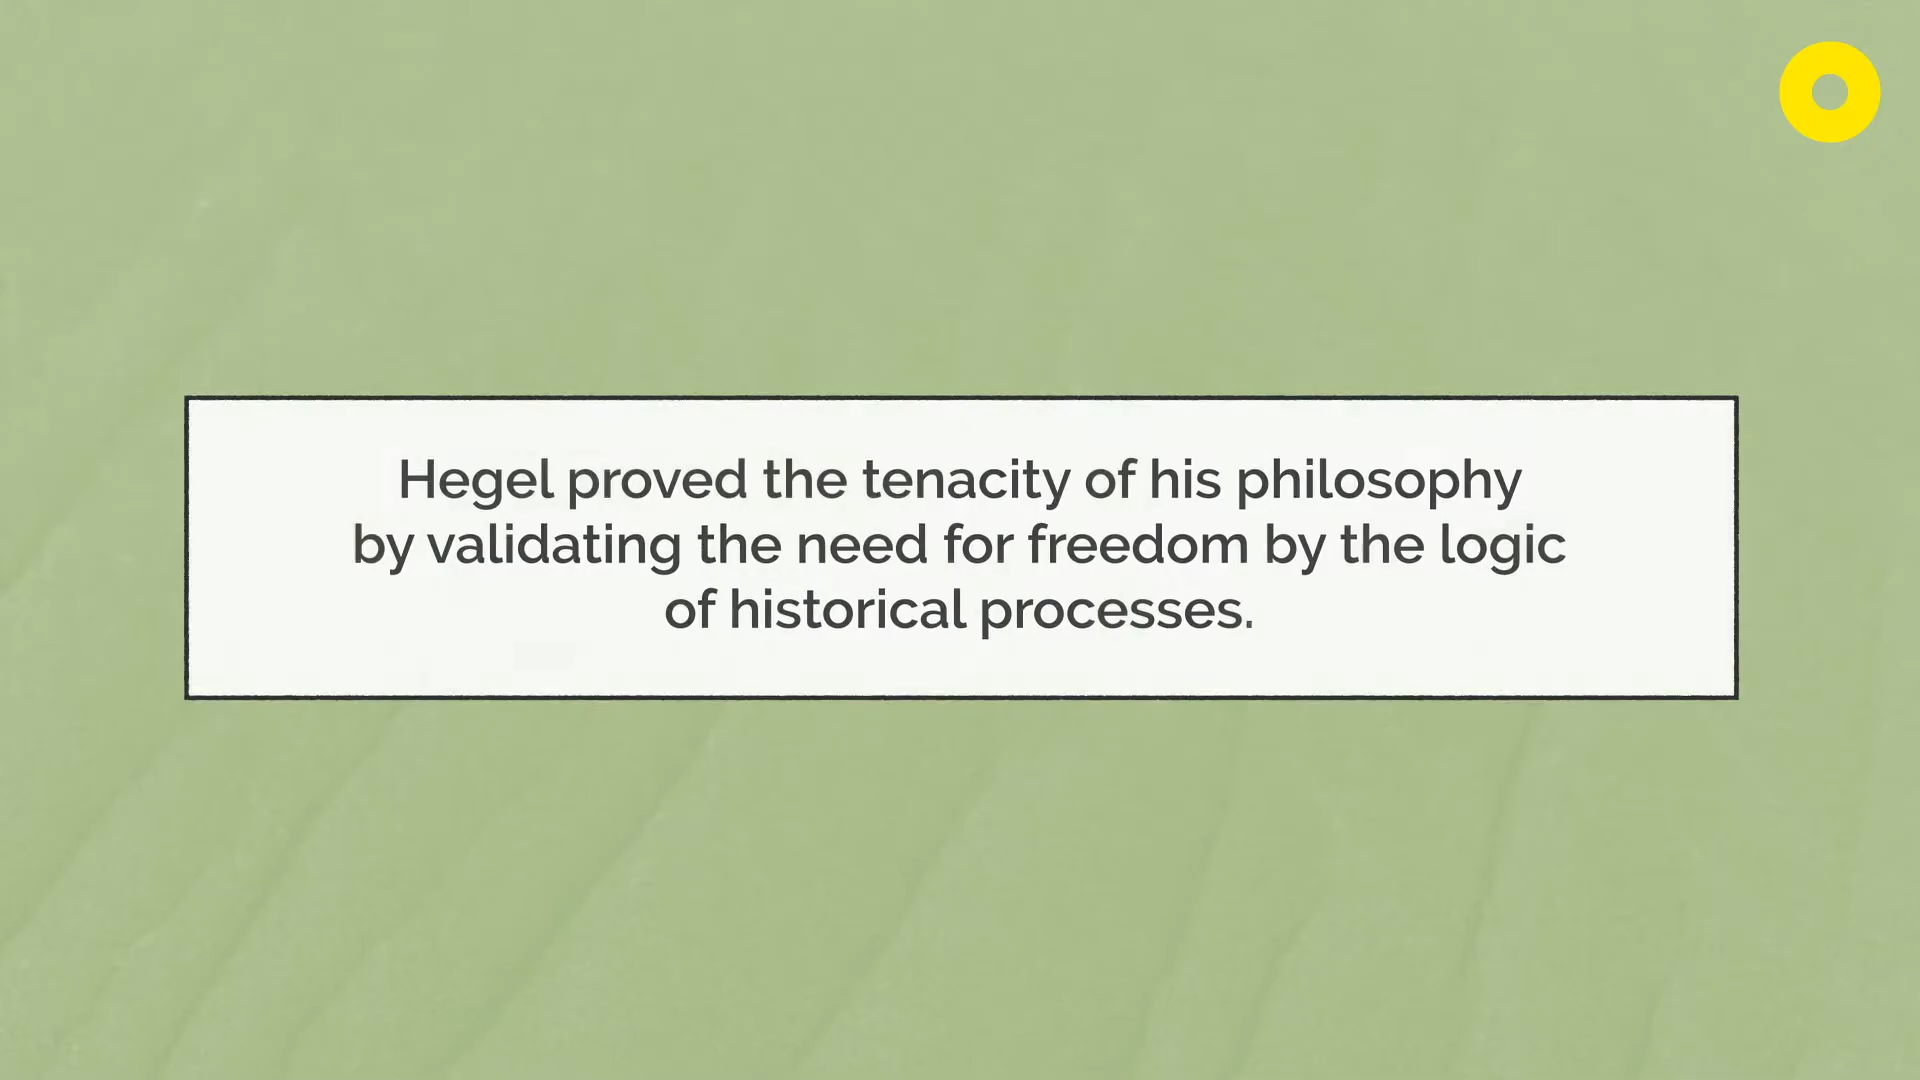 Hegel proved the tenacity of his philosophy
by validating the need for freedom by the logic
of historical processes.